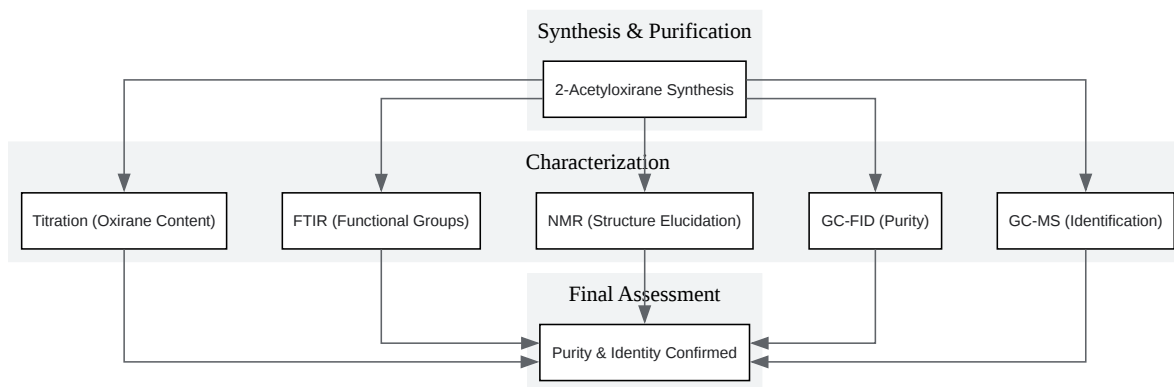 Synthesis & Purification
2-Acetyloxirane Synthesis
Characterization
Titration (Oxirane Content)
FTIR (Functional Groups)
NMR (Structure Elucidation)
GC-FID (Purity)
GC-MS (Identification)
Final Assessment
Purity & Identity Confirmed